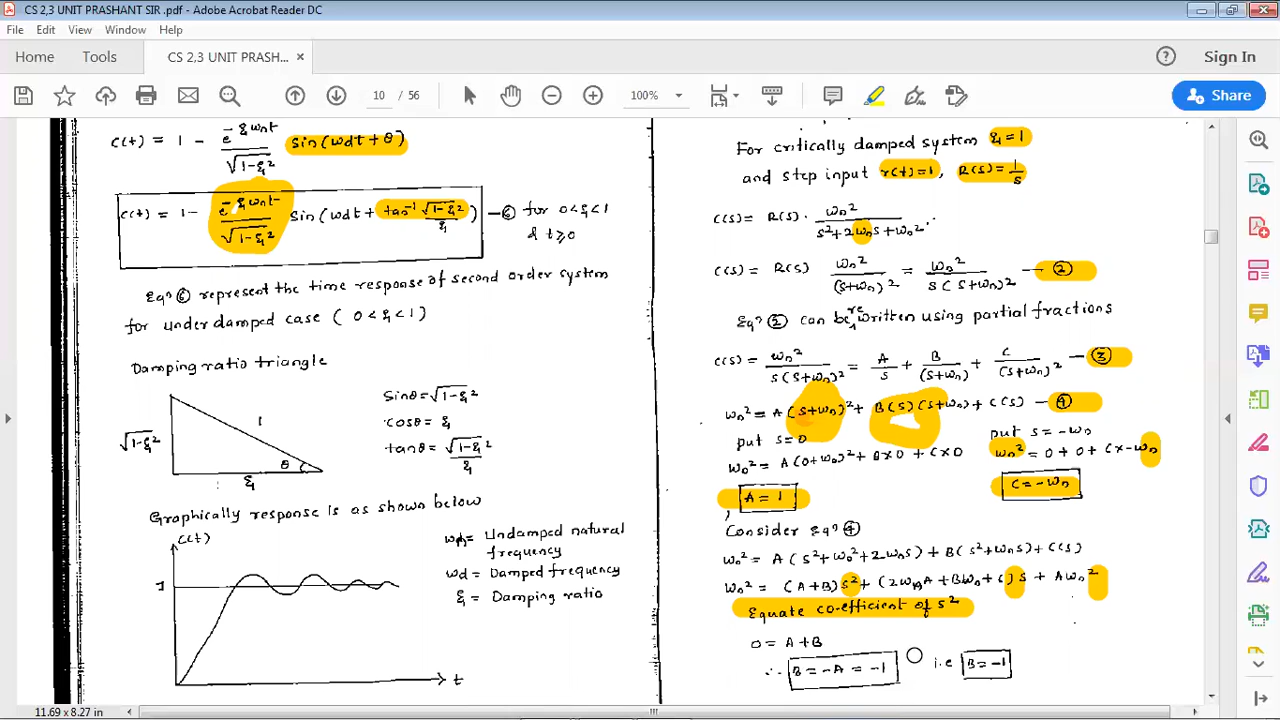 CS 2,3 UNIT PRASHANT SIR .pdf - Adobe Acrobat Reader DC
File Edit View Window Help
Home Tools CS 2,3 UNIT PRASH... × Sign In
10 / 56 100% Share
c(t) = 1 - e^-ξωnt / √1-ξ² sin(ωdt + θ)
c(t) = 1 - e^-ξωnt / √1-ξ² sin(ωdt + tan⁻¹ √1-ξ² / ξ) — ⑥ for 0<ξ<1
& t≥0
Eqn ⑥ represent the time response of second order system
for underdamped case ( 0<ξ<1 )
Damping ratio triangle
√1-ξ² 1 θ ξ
sinθ = √1-ξ²
cosθ = ξ
tanθ = √1-ξ² / ξ
Graphically response is as shown below
c(t)
1
t
ωn = Undamped natural
frequency
ωd = Damped frequency
ξ = Damping ratio
For critically damped system ξ=1
and step input r(t)=1, R(s)=1/s
C(s) = R(s) · ωn² / s²+2ωns+ωn²
C(s) = R(s) ωn² / (s+ωn)² = ωn² / s(s+ωn)² — ②
Eqn ② can be re written using partial fractions
C(s) = ωn² / s(s+ωn)² = A/s + B/(s+ωn) + C/(s+ωn)² — ③
ωn² = A(s+ωn)² + B(s)(s+ωn) + C(s) — ④
put s=0
ωn² = A(0+ωn)² + B×0 + C×0
A = 1
put s=-ωn
ωn² = 0 + 0 + C×-ωn
C = -ωn
Consider Eqn ④
ωn² = A(s²+ωn²+2ωns) + B(s²+ωns) + C(s)
ωn² = (A+B)s² + (2ωnA+Bωn+C)s + Aωn²
Equate co-efficient of s²
0 = A+B
∴ B = -A = -1 i.e B = -1
11.69 x 8.27 in